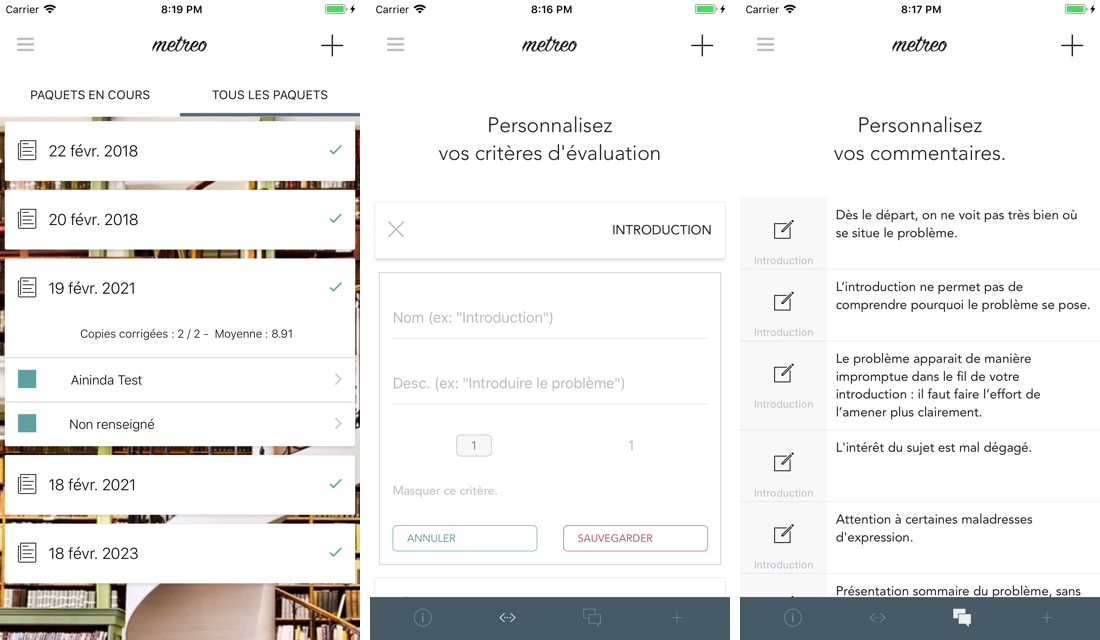 Carrier 8:19 PM
metreo
PAQUETS EN COURS TOUS LES PAQUETS
22 févr. 2018
20 févr. 2018
19 févr. 2021
Copies corrigées : 2 / 2 - Moyenne : 8.91
Aininda Test
Non renseigné
18 févr. 2021
18 févr. 2023
Carrier 8:16 PM
metreo
Personnalisez
vos critères d'évaluation
INTRODUCTION
Nom (ex: "Introduction")
Desc. (ex: "Introduire le problème")
1 1
Masquer ce critère.
ANNULER SAUVEGARDER
Carrier 8:17 PM
metreo
Personnalisez
vos commentaires.
Dès le départ, on ne voit pas très bien où
se situe le problème.
Introduction
L'introduction ne permet pas de
comprendre pourquoi le problème se pose.
Introduction
Le problème apparait de manière
impromptue dans le fil de votre
introduction : il faut faire l'effort de
l'amener plus clairement.
Introduction
L'intérêt du sujet est mal dégagé.
Introduction
Attention à certaines maladresses
d'expression.
Introduction
Présentation sommaire du problème, sans